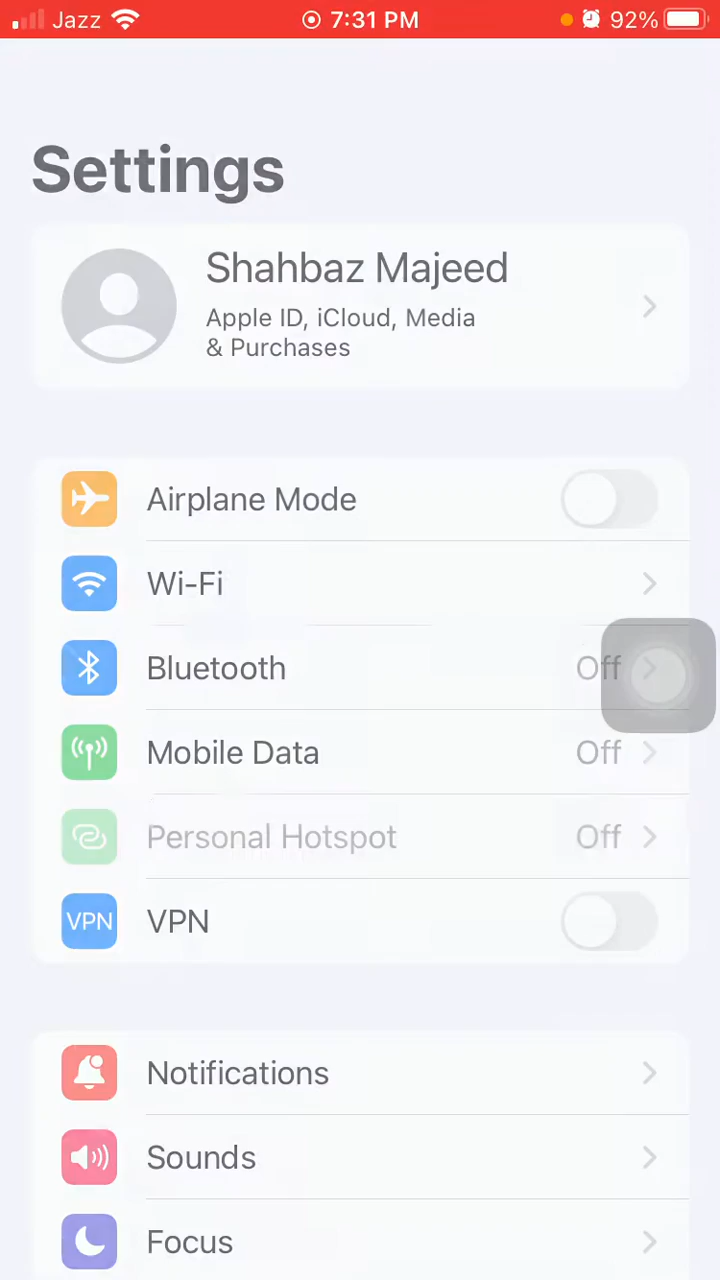 Jazz 7:31 PM 92%
Settings
Shahbaz Majeed
Apple ID, iCloud, Media
& Purchases
Airplane Mode
Wi-Fi
Bluetooth Off
Mobile Data Off
Personal Hotspot Off
VPN VPN
Notifications
Sounds
Focus